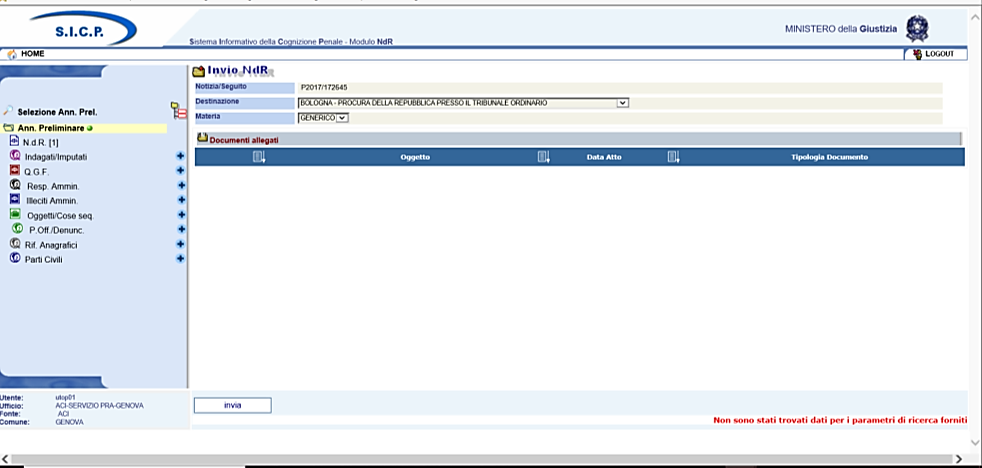 S.I.C.P.
Sistema Informativo della Cognizione Penale - Modulo NdR
MINISTERO della Giustizia
HOME
LOGOUT
Selezione Ann. Prel.
Ann. Preliminare
N.d.R. [1]
Indagati/Imputati
Q.G.F.
Resp. Ammin.
Illeciti Ammin.
Oggetti/Cose seq.
P.Off./Denunc.
Rif. Anagrafici
Parti Civili
Invio NdR
Notizia/Seguito P2017/172645
Destinazione BOLOGNA - PROCURA DELLA REPUBBLICA PRESSO IL TRIBUNALE ORDINARIO
Materia GENERICO
Documenti allegati
Oggetto Data Atto Tipologia Documento
Utente: utop01
Ufficio: ACI-SERVIZIO PRA-GENOVA
Fonte: ACI
Comune: GENOVA
invia
Non sono stati trovati dati per i parametri di ricerca forniti